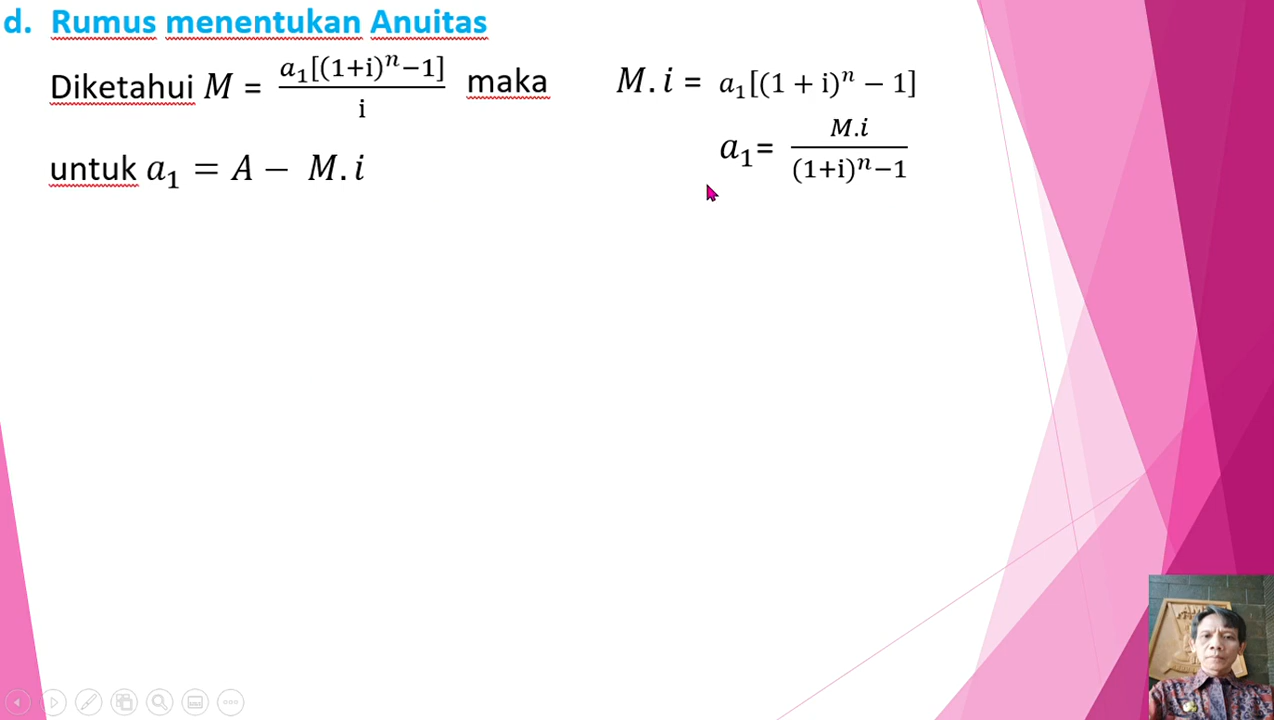 d. Rumus menentukan Anuitas
Diketahui M = a₁[(1+i)ⁿ−1] / i maka M.i = a₁[(1 + i)ⁿ − 1]
a₁ = M.i / (1+i)ⁿ−1
untuk a₁ = A − M.i